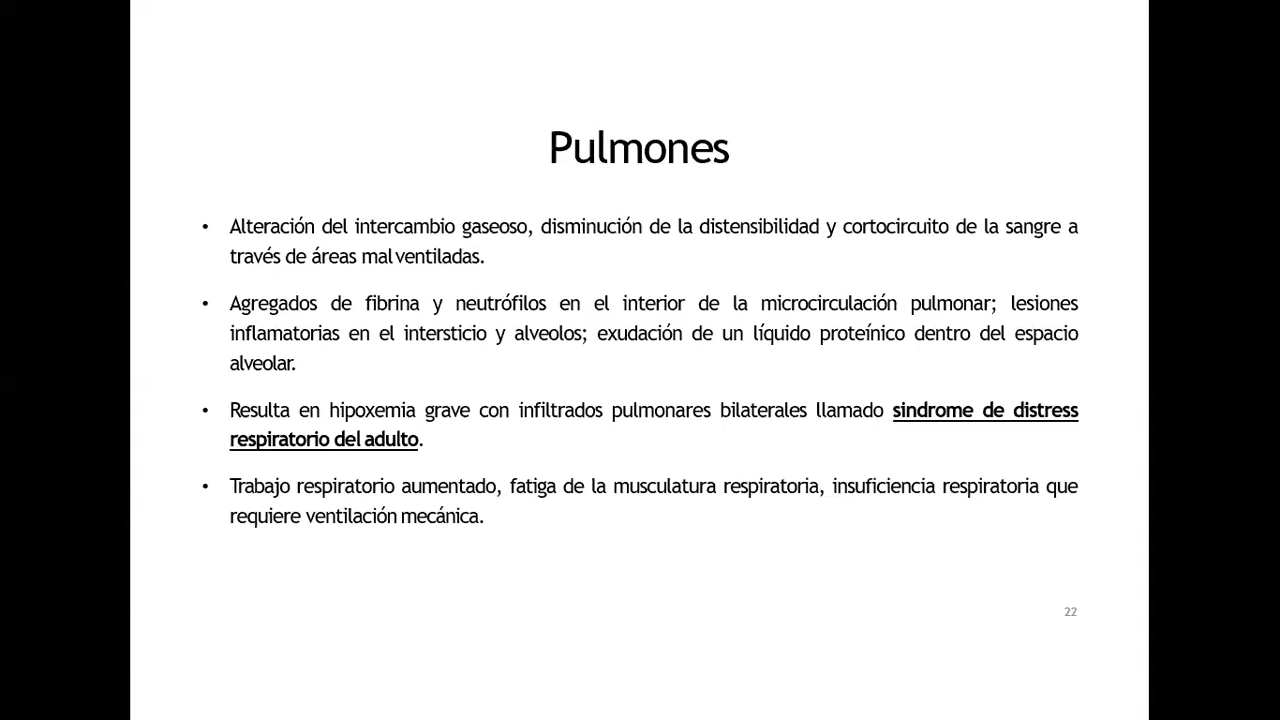 Pulmones
• Alteración del intercambio gaseoso, disminución de la distensibilidad y cortocircuito de la sangre a
través de áreas mal ventiladas.
• Agregados de fibrina y neutrófilos en el interior de la microcirculación pulmonar; lesiones
inflamatorias en el intersticio y alveolos; exudación de un líquido proteínico dentro del espacio
alveolar.
• Resulta en hipoxemia grave con infiltrados pulmonares bilaterales llamado sindrome de distress
respiratorio del adulto.
• Trabajo respiratorio aumentado, fatiga de la musculatura respiratoria, insuficiencia respiratoria que
requiere ventilación mecánica.
22